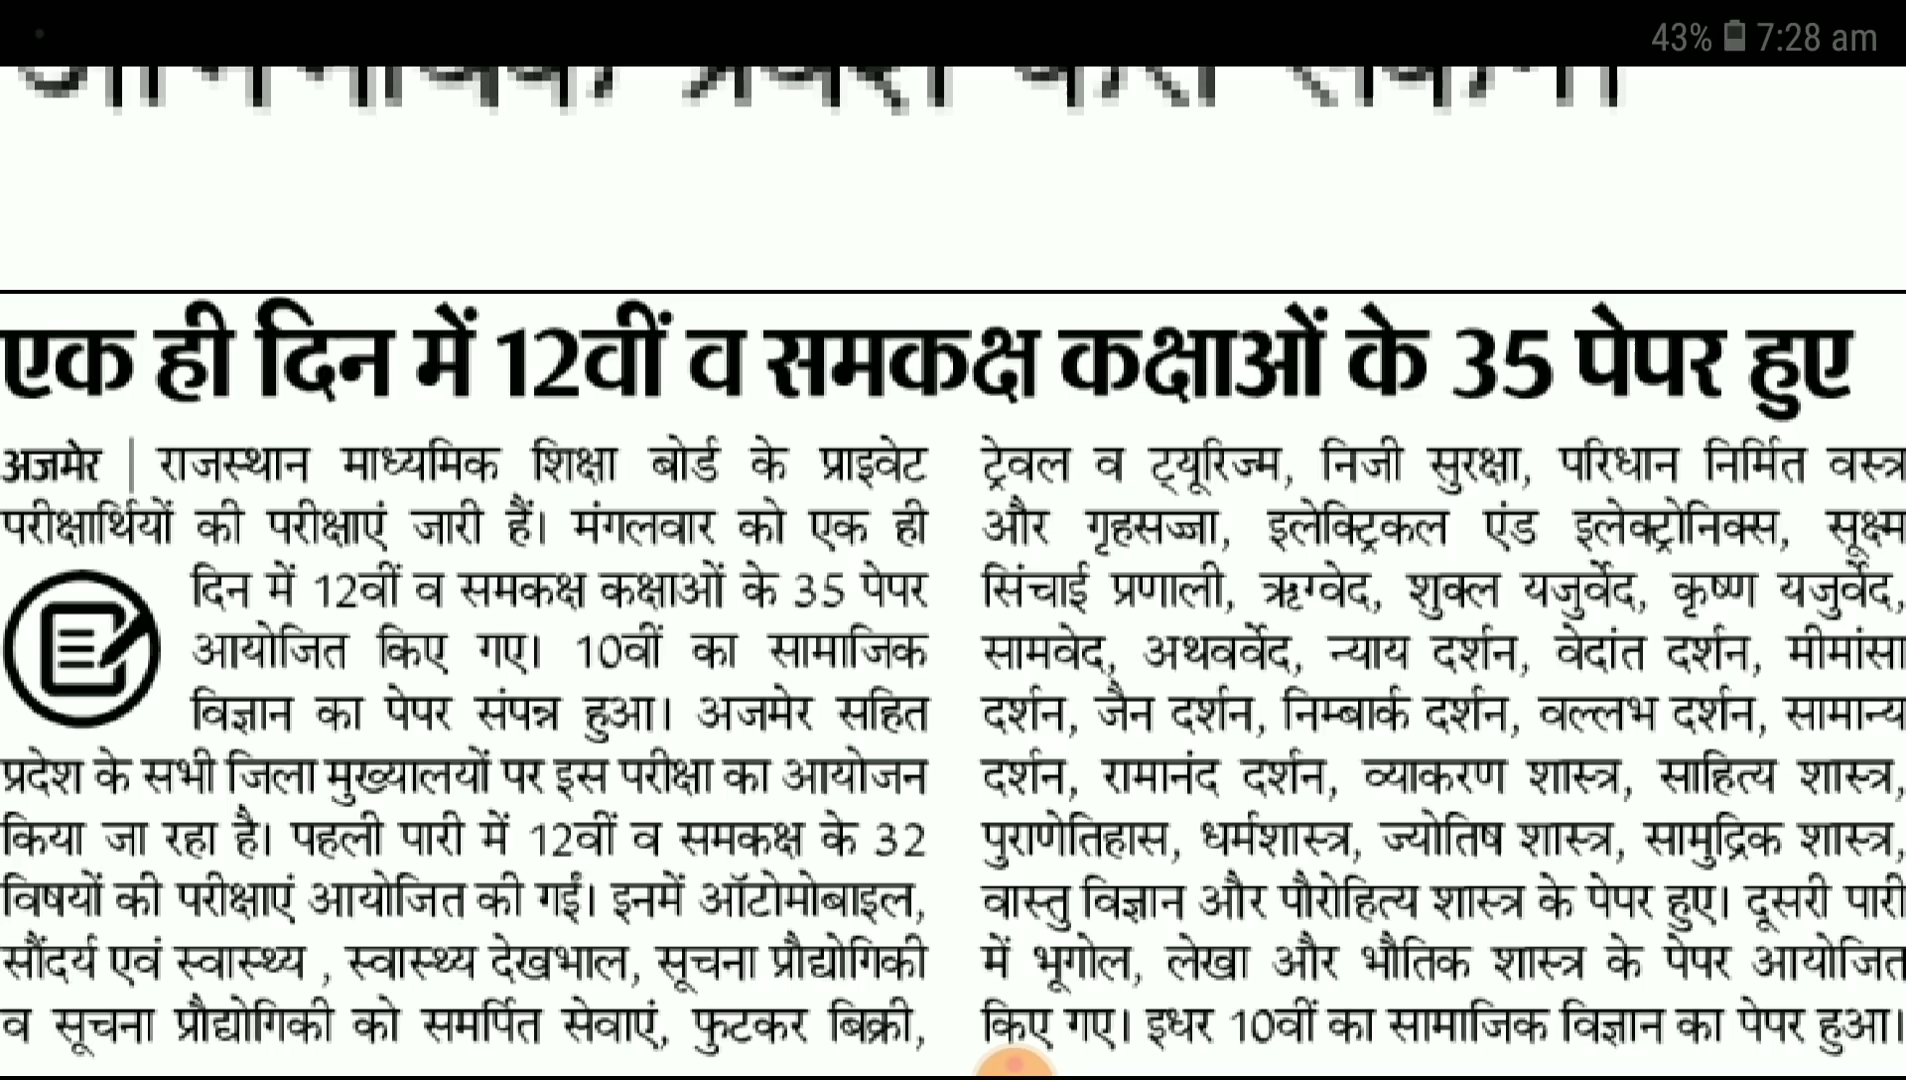 43% 7:28 am
एक ही दिन में 12वीं व समकक्ष कक्षाओं के 35 पेपर हुए
अजमेर | राजस्थान माध्यमिक शिक्षा बोर्ड के प्राइवेट
परीक्षार्थियों की परीक्षाएं जारी हैं। मंगलवार को एक ही
दिन में 12वीं व समकक्ष कक्षाओं के 35 पेपर
आयोजित किए गए। 10वीं का सामाजिक
विज्ञान का पेपर संपन्न हुआ। अजमेर सहित
प्रदेश के सभी जिला मुख्यालयों पर इस परीक्षा का आयोजन
किया जा रहा है। पहली पारी में 12वीं व समकक्ष के 32
विषयों की परीक्षाएं आयोजित की गईं। इनमें ऑटोमोबाइल,
सौंदर्य एवं स्वास्थ्य , स्वास्थ्य देखभाल, सूचना प्रौद्योगिकी
व सूचना प्रौद्योगिकी को समर्पित सेवाएं, फुटकर बिक्री,
ट्रेवल व ट्यूरिज्म, निजी सुरक्षा, परिधान निर्मित वस्त्र
और गृहसज्जा, इलेक्ट्रिकल एंड इलेक्ट्रोनिक्स, सूक्ष्म
सिंचाई प्रणाली, ऋग्वेद, शुक्ल यजुर्वेद, कृष्ण यजुर्वेद,
सामवेद, अथवर्वेद, न्याय दर्शन, वेदांत दर्शन, मीमांसा
दर्शन, जैन दर्शन, निम्बार्क दर्शन, वल्लभ दर्शन, सामान्य
दर्शन, रामानंद दर्शन, व्याकरण शास्त्र, साहित्य शास्त्र,
पुराणेतिहास, धर्मशास्त्र, ज्योतिष शास्त्र, सामुद्रिक शास्त्र,
वास्तु विज्ञान और पौरोहित्य शास्त्र के पेपर हुए। दूसरी पारी
में भूगोल, लेखा और भौतिक शास्त्र के पेपर आयोजित
किए गए। इधर 10वीं का सामाजिक विज्ञान का पेपर हुआ।